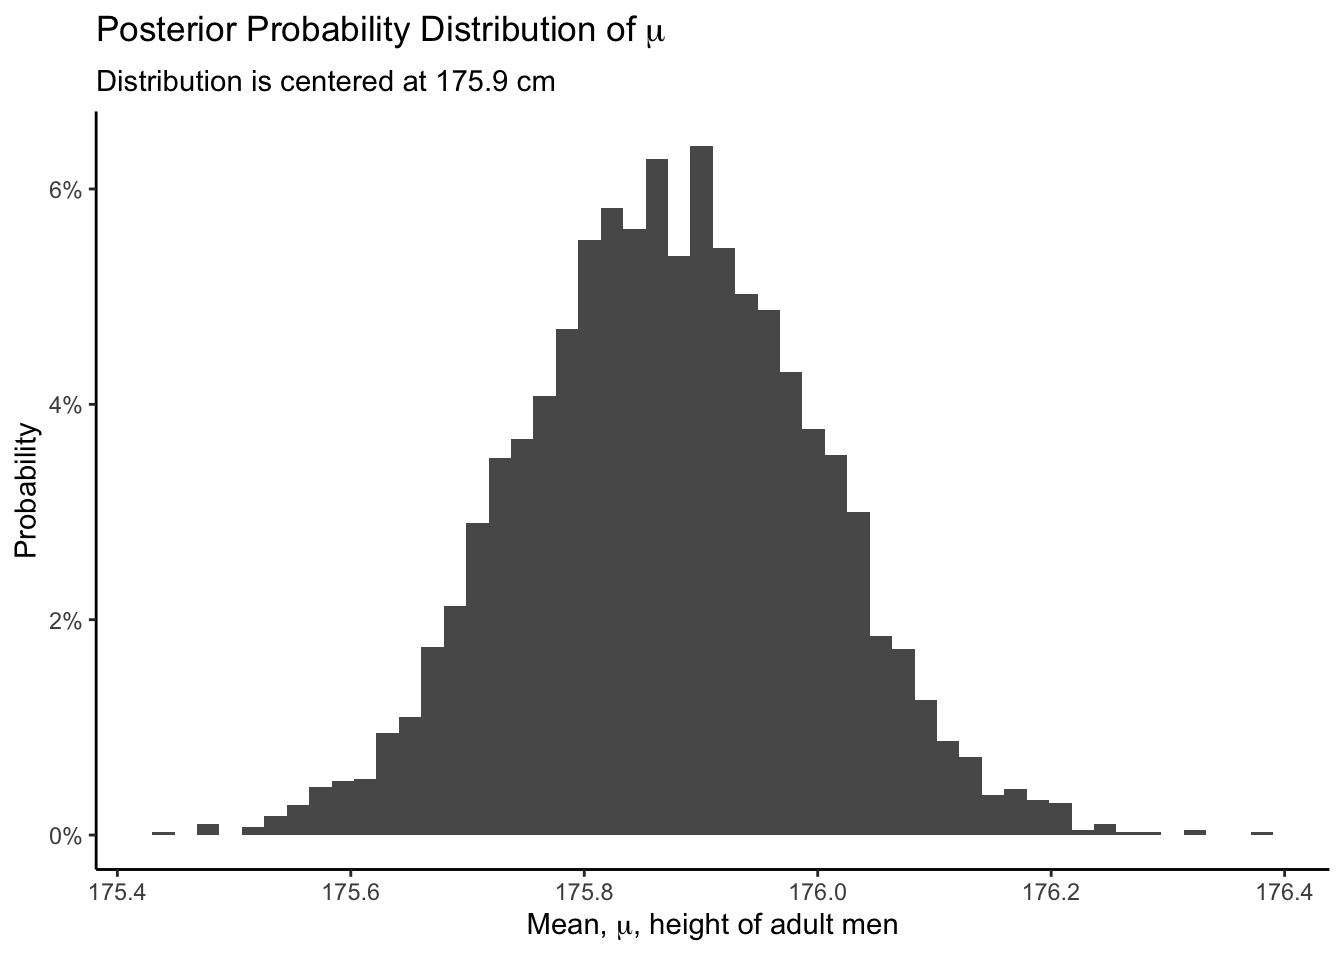 Posterior Probability Distribution of μ
Distribution is centered at 175.9 cm
Probability
6%
4%
2%
0%
175.4 175.6 175.8 176.0 176.2 176.4
Mean, μ, height of adult men